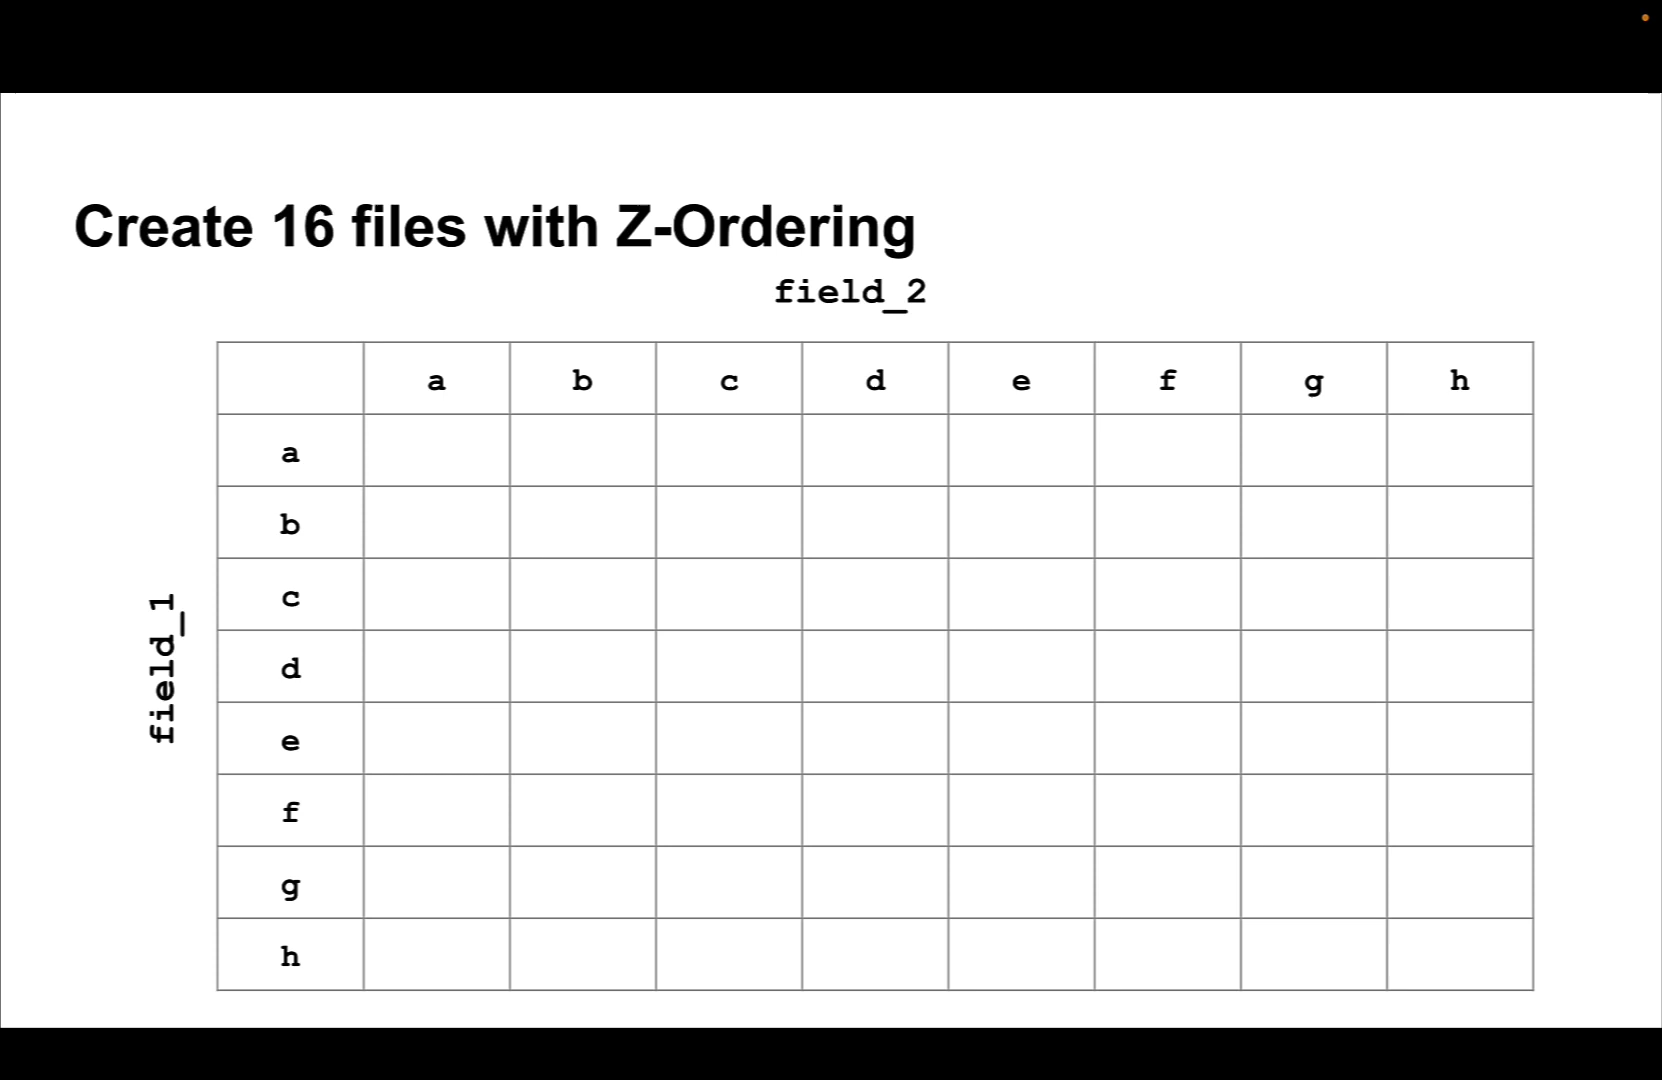 Create 16 files with Z-Ordering
field_2
a b c d e f g h
field_1
a
b
c
d
e
f
g
h